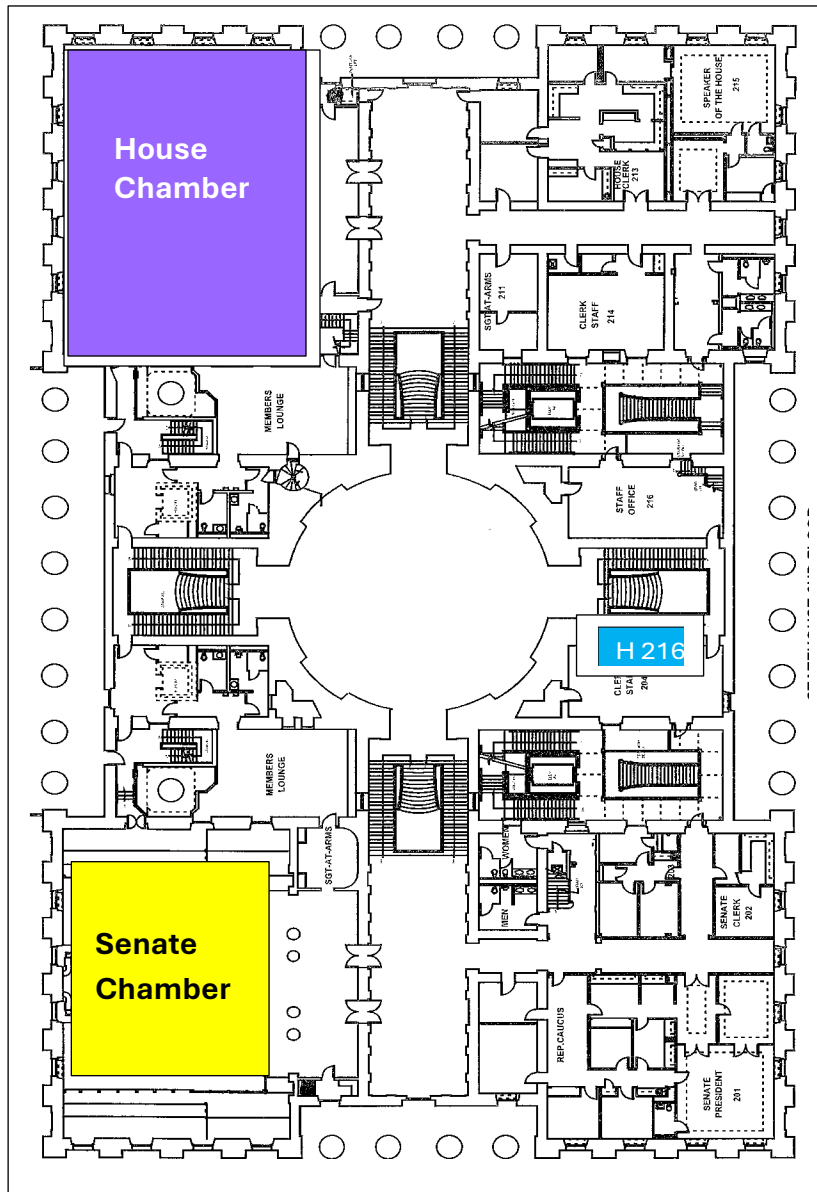 House
Chamber
SPEAKER
OF THE HOUSE
215
HOUSE
CLERK
213
SGT-AT-ARMS
211
CLERK
STAFF
214
MEMBERS
LOUNGE
STAFF
OFFICE
216
H 216
204
MEMBERS
LOUNGE
SGT-AT-ARMS
WOMEN
MEN
203
SENATE
CLERK
202
Senate
Chamber
REP.CAUCUS
SENATE
PRESIDENT
201